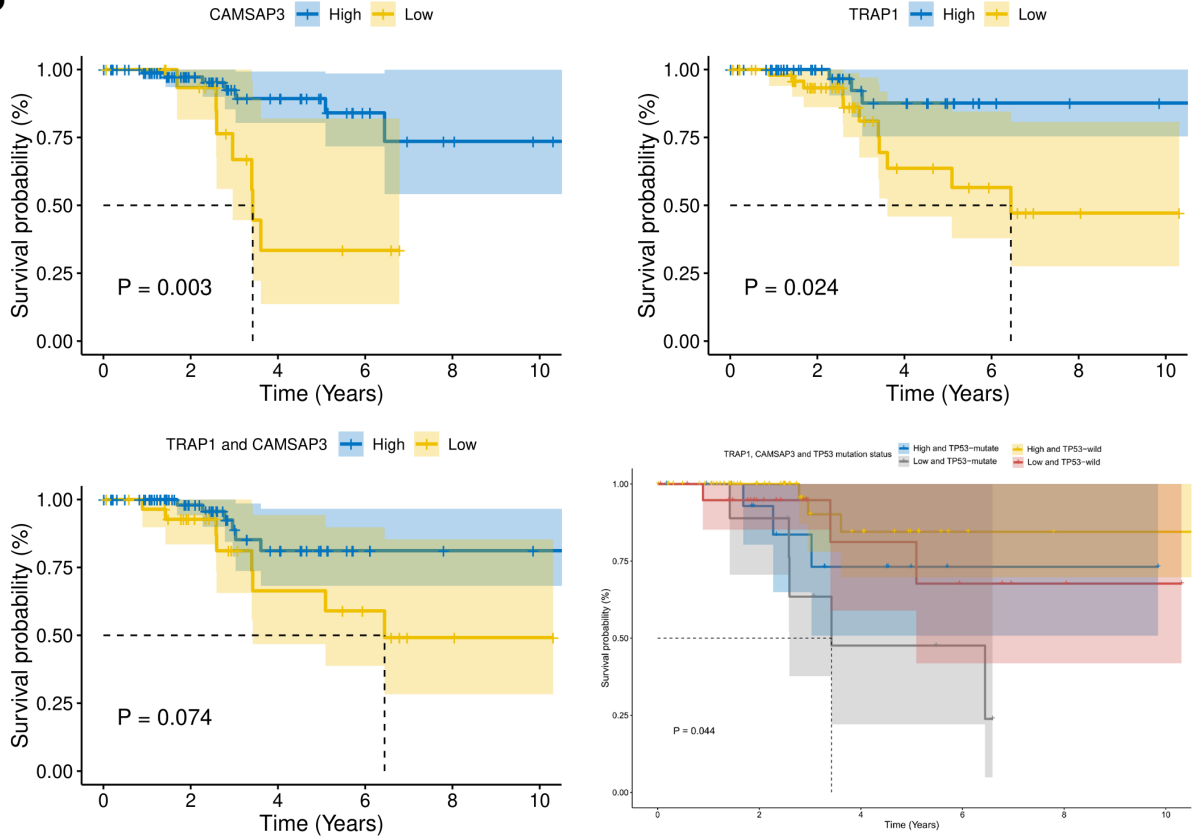 CAMSAP3 High Low
1.00
0.75
0.50
0.25
0.00
Survival probability (%)
P = 0.003
0 2 4 6 8 10
Time (Years)
TRAP1 High Low
1.00
0.75
0.50
0.25
0.00
Survival probability (%)
P = 0.024
0 2 4 6 8 10
Time (Years)
TRAP1 and CAMSAP3 High Low
1.00
0.75
0.50
0.25
0.00
Survival probability (%)
P = 0.074
0 2 4 6 8 10
Time (Years)
TRAP1, CAMSAP3 and TP53 mutation status
High and TP53−mutate High and TP53−wild
Low and TP53−mutate Low and TP53−wild
1.00
0.75
0.50
0.25
0.00
Survival probability (%)
P = 0.044
0 2 4 6 8 10
Time (Years)